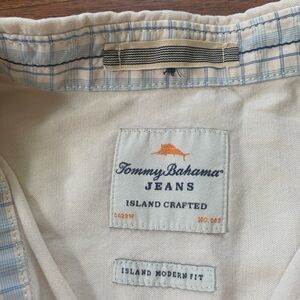 Tommy Bahama®
JEANS
ISLAND CRAFTED
ISLAND MODERN FIT